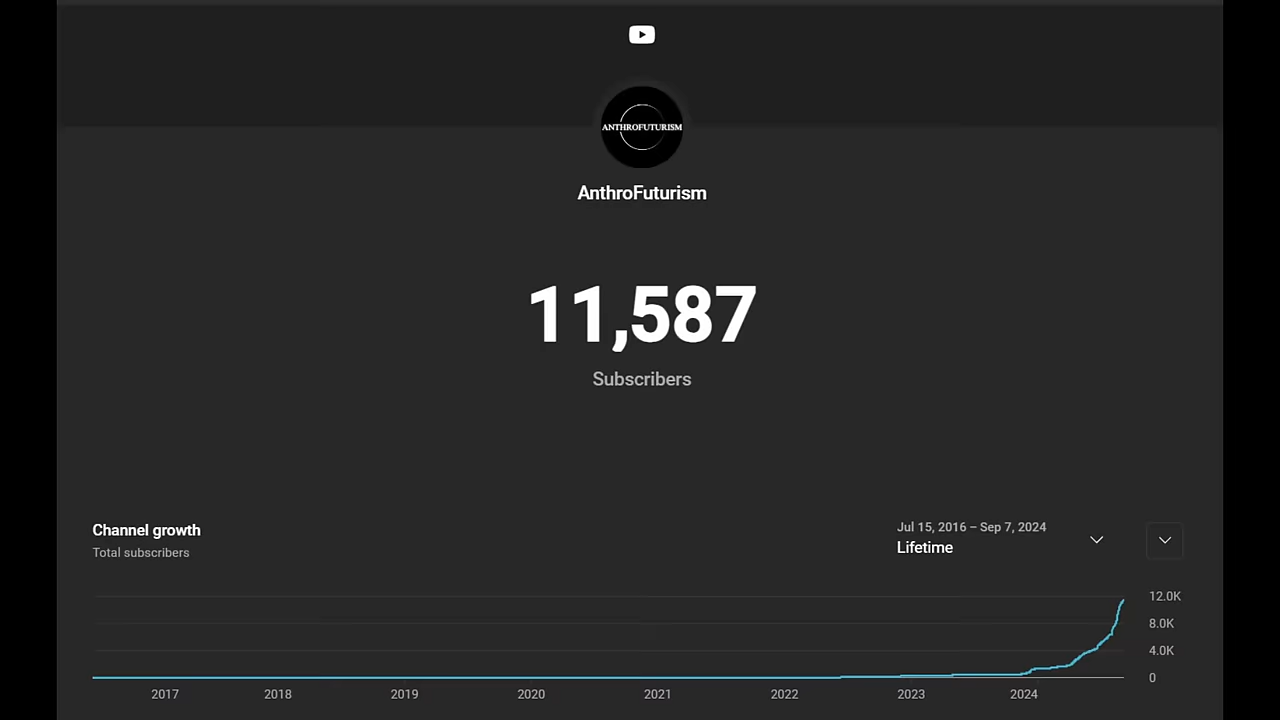 ANTHROFUTURISM
AnthroFuturism
11,587
Subscribers
Channel growth
Total subscribers
Jul 15, 2016 – Sep 7, 2024
Lifetime
12.0K
8.0K
4.0K
0
2017 2018 2019 2020 2021 2022 2023 2024